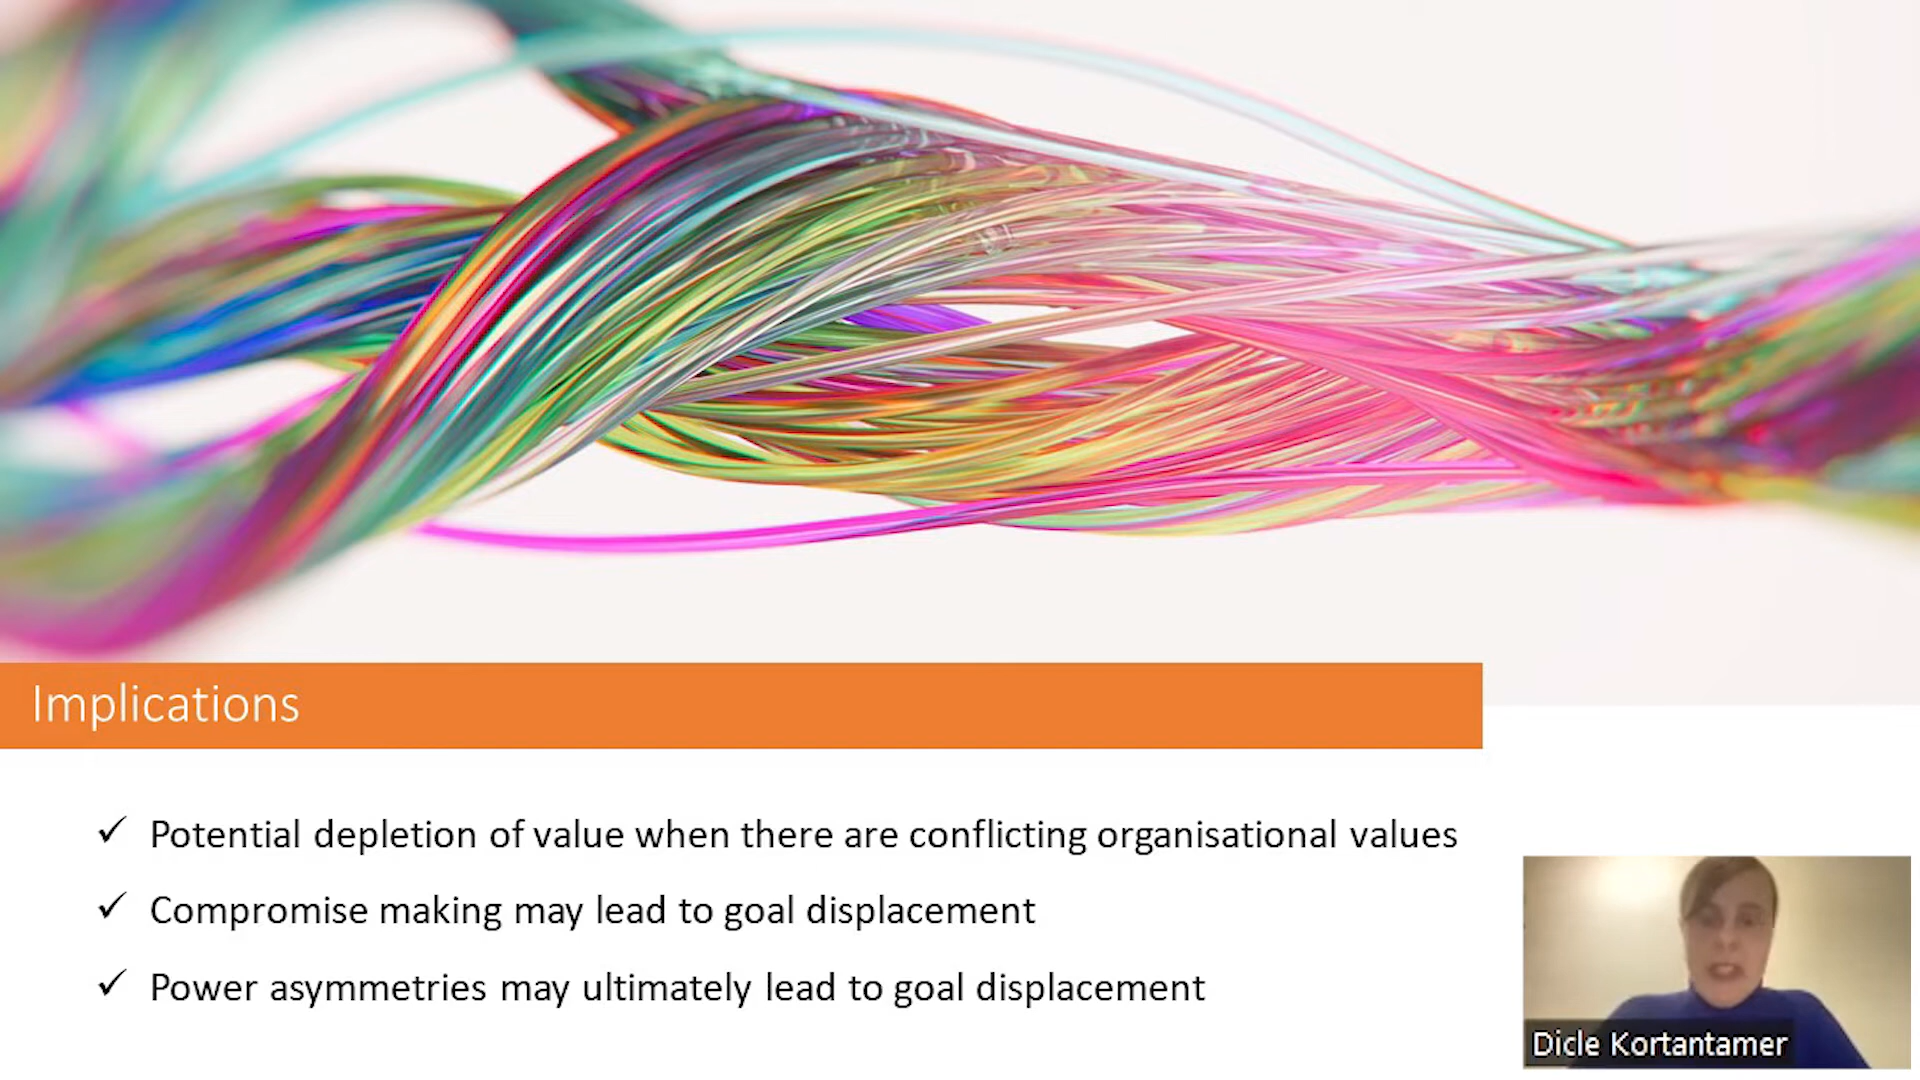 Implications
✓ Potential depletion of value when there are conflicting organisational values
✓ Compromise making may lead to goal displacement
✓ Power asymmetries may ultimately lead to goal displacement
Dicle Kortantamer